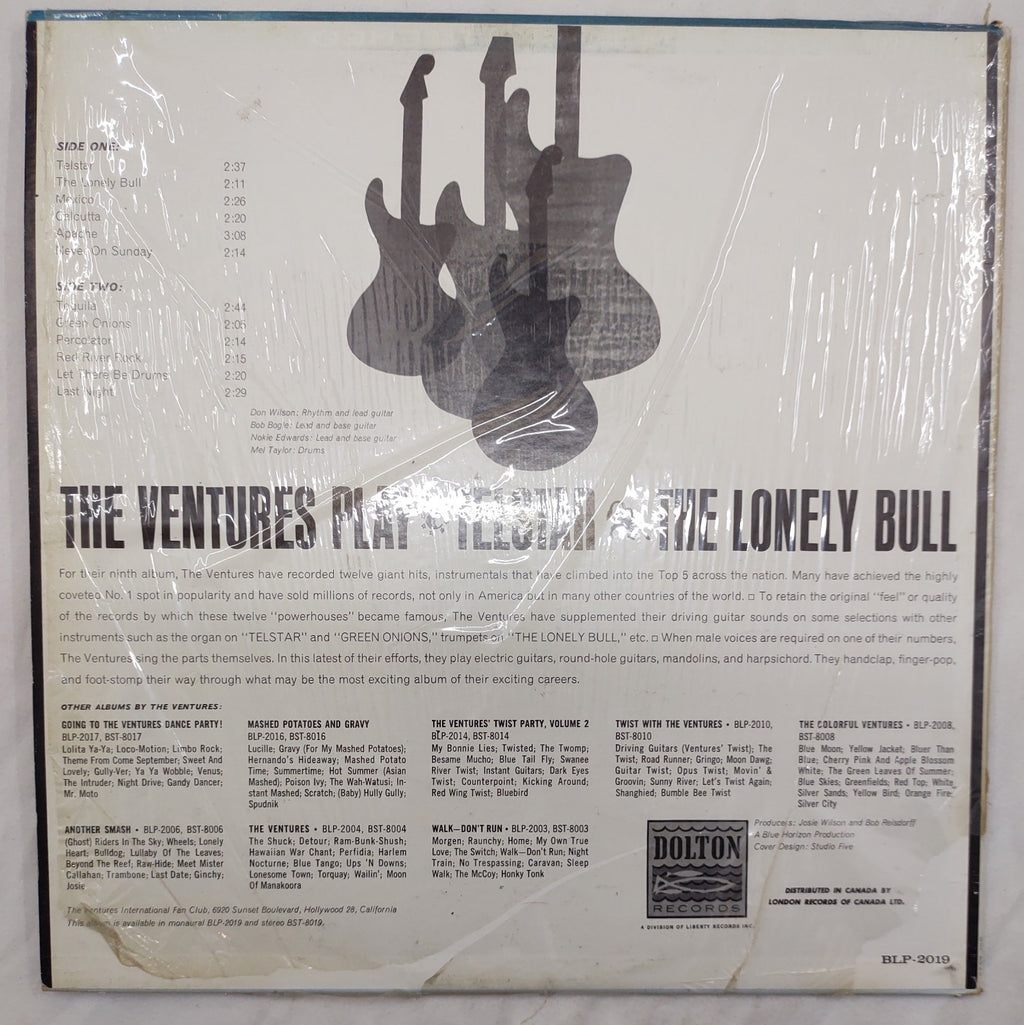 SIDE ONE:
Telstar 2:37
The Lonely Bull 2:11
Mexico 2:26
Calcutta 2:20
Apache 3:08
Never On Sunday 2:14
SIDE TWO:
Tequila 2:44
Green Onions 2:05
Percolator 2:14
Red River Rock 2:15
Let There Be Drums 2:20
Last Night 2:29
Don Wilson: Rhythm and lead guitar
Bob Bogle: Lead and base guitar
Nokie Edwards: Lead and base guitar
Mel Taylor: Drums
THE VENTURES PLAY TELSTAR THE LONELY BULL
For their ninth album, The Ventures have recorded twelve giant hits, instrumentals that have climbed into the Top 5 across the nation. Many have achieved the highly
coveted No. 1 spot in popularity and have sold millions of records, not only in America but in many other countries of the world. □ To retain the original "feel" or quality
of the records by which these twelve "powerhouses" became famous, The Ventures have supplemented their driving guitar sounds on some selections with other
instruments such as the organ on "TELSTAR" and "GREEN ONIONS," trumpets on "THE LONELY BULL," etc. □ When male voices are required on one of their numbers,
The Ventures sing the parts themselves. In this latest of their efforts, they play electric guitars, round-hole guitars, mandolins, and harpsichord. They handclap, finger-pop,
and foot-stomp their way through what may be the most exciting album of their exciting careers.
OTHER ALBUMS BY THE VENTURES:
GOING TO THE VENTURES DANCE PARTY!
BLP-2017, BST-8017
Lolita Ya-Ya; Loco-Motion; Limbo Rock;
Theme From Come September; Sweet And
Lovely; Gully-Ver; Ya Ya Wobble; Venus;
The Intruder; Night Drive; Gandy Dancer;
Mr. Moto
MASHED POTATOES AND GRAVY
BLP-2016, BST-8016
Lucille; Gravy (For My Mashed Potatoes);
Hernando's Hideaway; Mashed Potato
Time; Summertime; Hot Summer (Asian
Mashed); Poison Ivy; The Wah-Watusi; In-
stant Mashed; Scratch; (Baby) Hully Gully;
Spudnik
THE VENTURES' TWIST PARTY, VOLUME 2
BLP-2014, BST-8014
My Bonnie Lies; Twisted; The Twomp;
Besame Mucho; Blue Tail Fly; Swanee
River Twist; Instant Guitars; Dark Eyes
Twist; Counterpoint; Kicking Around;
Red Wing Twist; Bluebird
TWIST WITH THE VENTURES • BLP-2010,
BST-8010
Driving Guitars (Ventures' Twist); The
Twist; Road Runner; Gringo; Moon Dawg;
Guitar Twist; Opus Twist; Movin' &
Groovin; Sunny River; Let's Twist Again;
Shanghied; Bumble Bee Twist
THE COLORFUL VENTURES • BLP-2008,
BST-8008
Blue Moon; Yellow Jacket; Bluer Than
Blue; Cherry Pink And Apple Blossom
White; The Green Leaves Of Summer;
Blue Skies; Greenfields; Red Top; White
Silver Sands; Yellow Bird; Orange Fire;
Silver City
ANOTHER SMASH • BLP-2006, BST-8006
(Ghost) Riders In The Sky; Wheels; Lonely
Heart; Bulldog; Lullaby Of The Leaves;
Beyond The Reef; Raw-Hide; Meet Mister
Callahan; Trambone; Last Date; Ginchy;
Josie
THE VENTURES • BLP-2004, BST-8004
The Shuck; Detour; Ram-Bunk-Shush;
Hawaiian War Chant; Perfidia; Harlem
Nocturne; Blue Tango; Ups 'N Downs;
Lonesome Town; Torquay; Wailin'; Moon
Of Manakoora
WALK—DON'T RUN • BLP-2003, BST-8003
Morgen; Raunchy; Home; My Own True
Love; The Switch; Walk—Don't Run; Night
Train; No Trespassing; Caravan; Sleep
Walk; The McCoy; Honky Tonk
DOLTON
RECORDS
A DIVISION OF LIBERTY RECORDS INC.
Producers: Josie Wilson and Bob Reisdorff
A Blue Horizon Production
Cover Design: Studio Five
DISTRIBUTED IN CANADA BY
LONDON RECORDS OF CANADA LTD.
The Ventures International Fan Club, 6920 Sunset Boulevard, Hollywood 28, California
This album is available in monaural BLP-2019 and stereo BST-8019.
BLP-2019